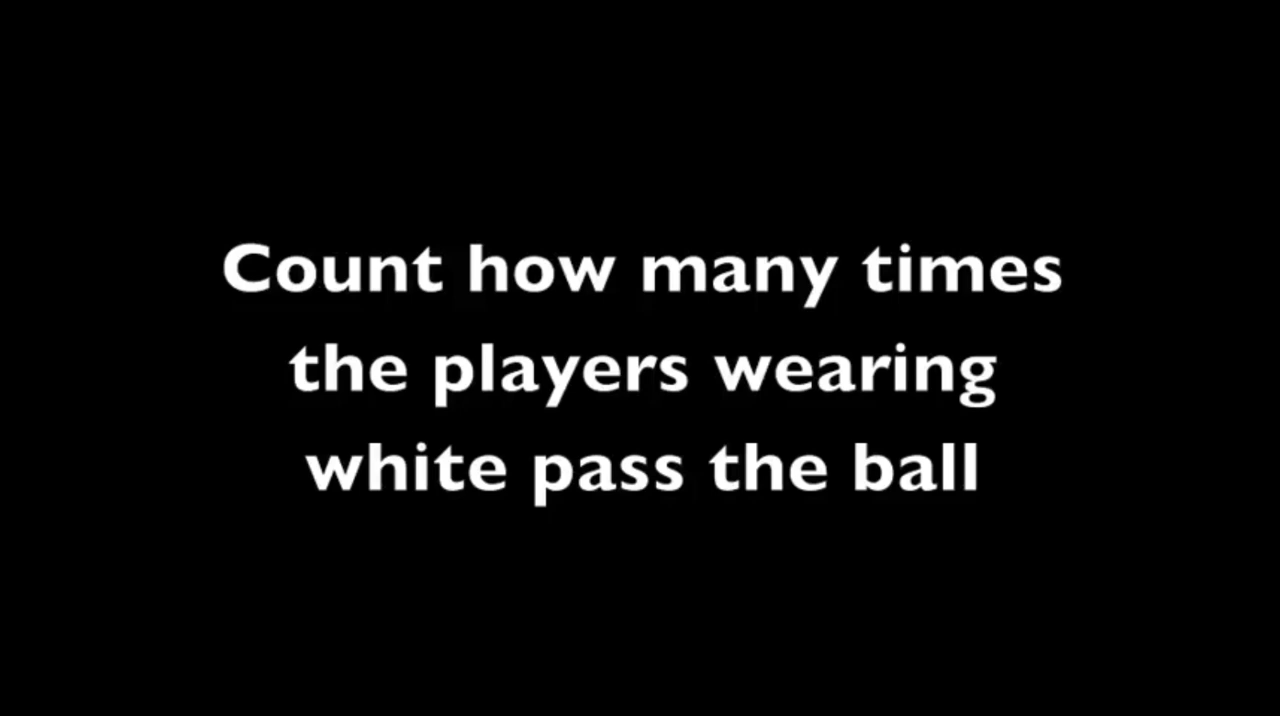 Count how many times
the players wearing
white pass the ball